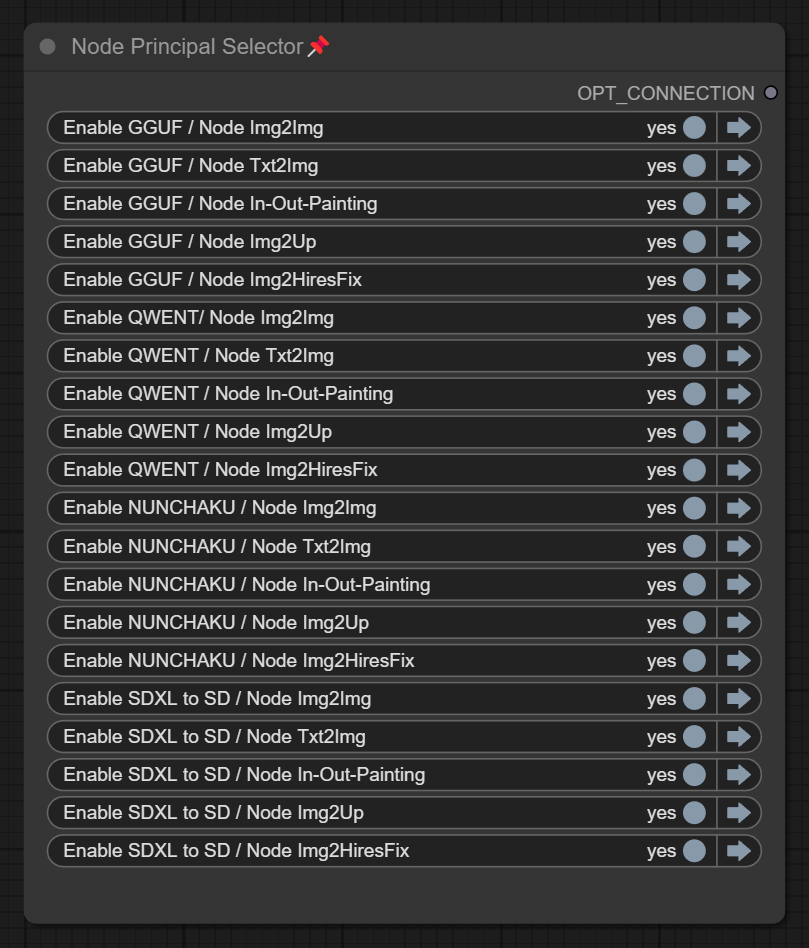 Node Principal Selector
OPT_CONNECTION
Enable GGUF / Node Img2Img yes
Enable GGUF / Node Txt2Img yes
Enable GGUF / Node In-Out-Painting yes
Enable GGUF / Node Img2Up yes
Enable GGUF / Node Img2HiresFix yes
Enable QWENT/ Node Img2Img yes
Enable QWENT / Node Txt2Img yes
Enable QWENT / Node In-Out-Painting yes
Enable QWENT / Node Img2Up yes
Enable QWENT / Node Img2HiresFix yes
Enable NUNCHAKU / Node Img2Img yes
Enable NUNCHAKU / Node Txt2Img yes
Enable NUNCHAKU / Node In-Out-Painting yes
Enable NUNCHAKU / Node Img2Up yes
Enable NUNCHAKU / Node Img2HiresFix yes
Enable SDXL to SD / Node Img2Img yes
Enable SDXL to SD / Node Txt2Img yes
Enable SDXL to SD / Node In-Out-Painting yes
Enable SDXL to SD / Node Img2Up yes
Enable SDXL to SD / Node Img2HiresFix yes